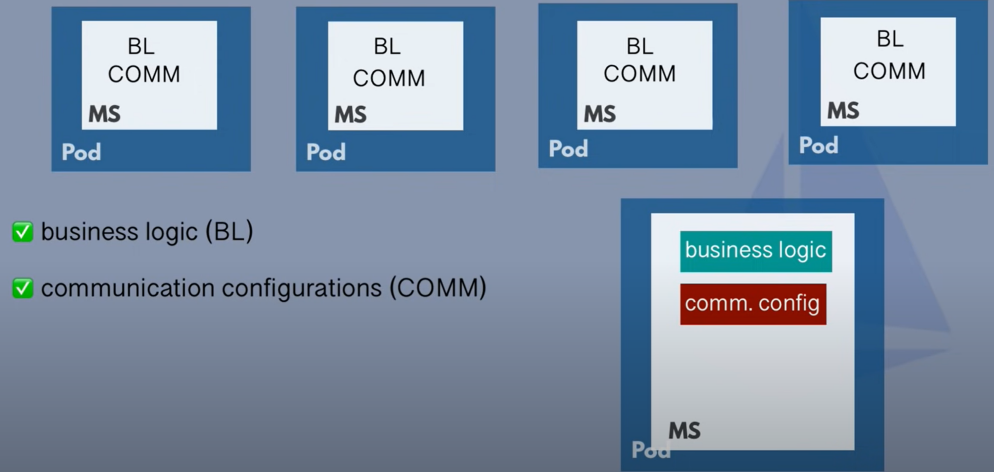 BL
COMM
MS
Pod
BL
COMM
MS
Pod
BL
COMM
MS
Pod
BL
COMM
MS
Pod
business logic (BL)
communication configurations (COMM)
business logic
comm. config
MS
Pod